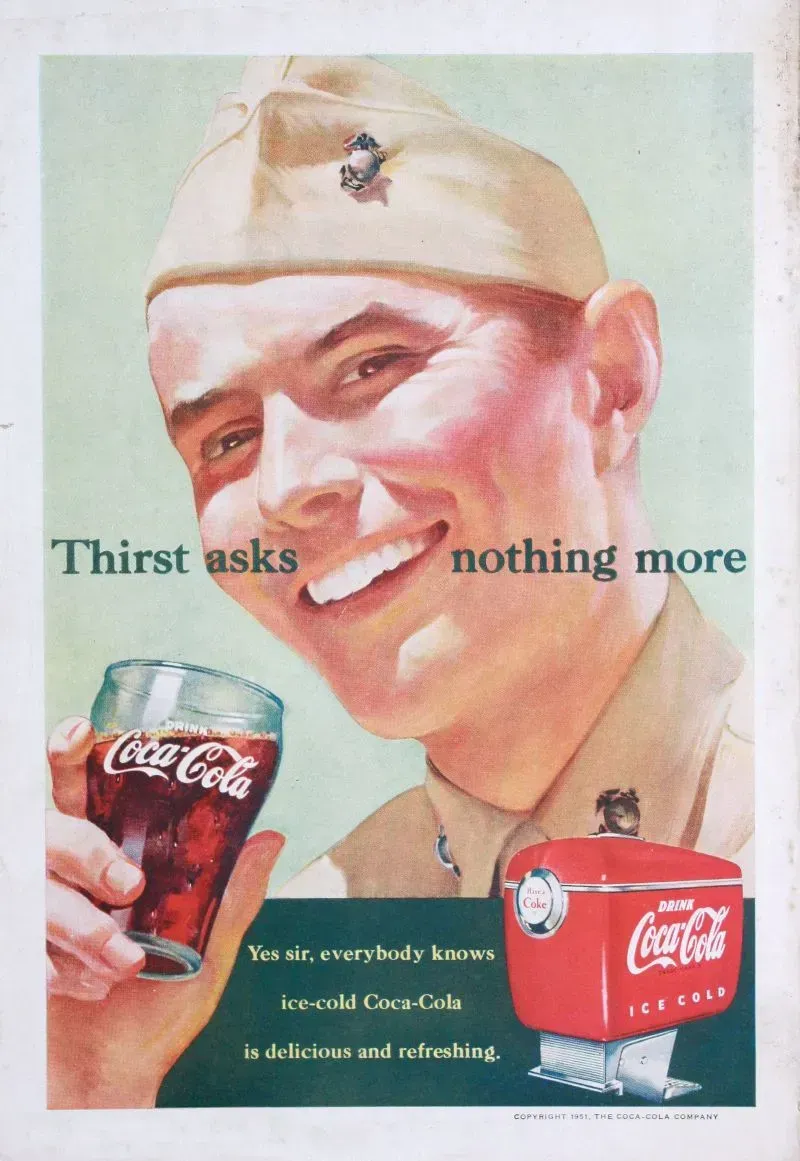 Thirst asks nothing more
DRINK
Coca-Cola
Have a
Coke
DRINK
Coca-Cola
ICE COLD
Yes sir, everybody knows
ice-cold Coca-Cola
is delicious and refreshing.
COPYRIGHT 1951, THE COCA-COLA COMPANY